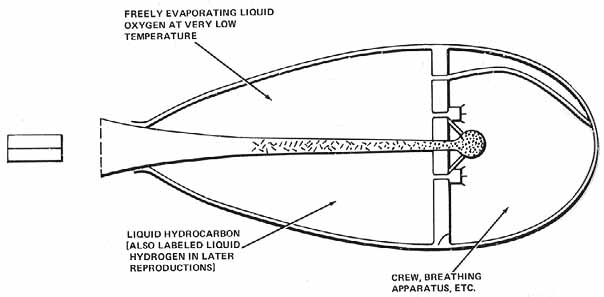 FREELY EVAPORATING LIQUID
OXYGEN AT VERY LOW
TEMPERATURE
LIQUID HYDROCARBON
[ALSO LABELED LIQUID
HYDROGEN IN LATER
REPRODUCTIONS]
CREW, BREATHING
APPARATUS, ETC.